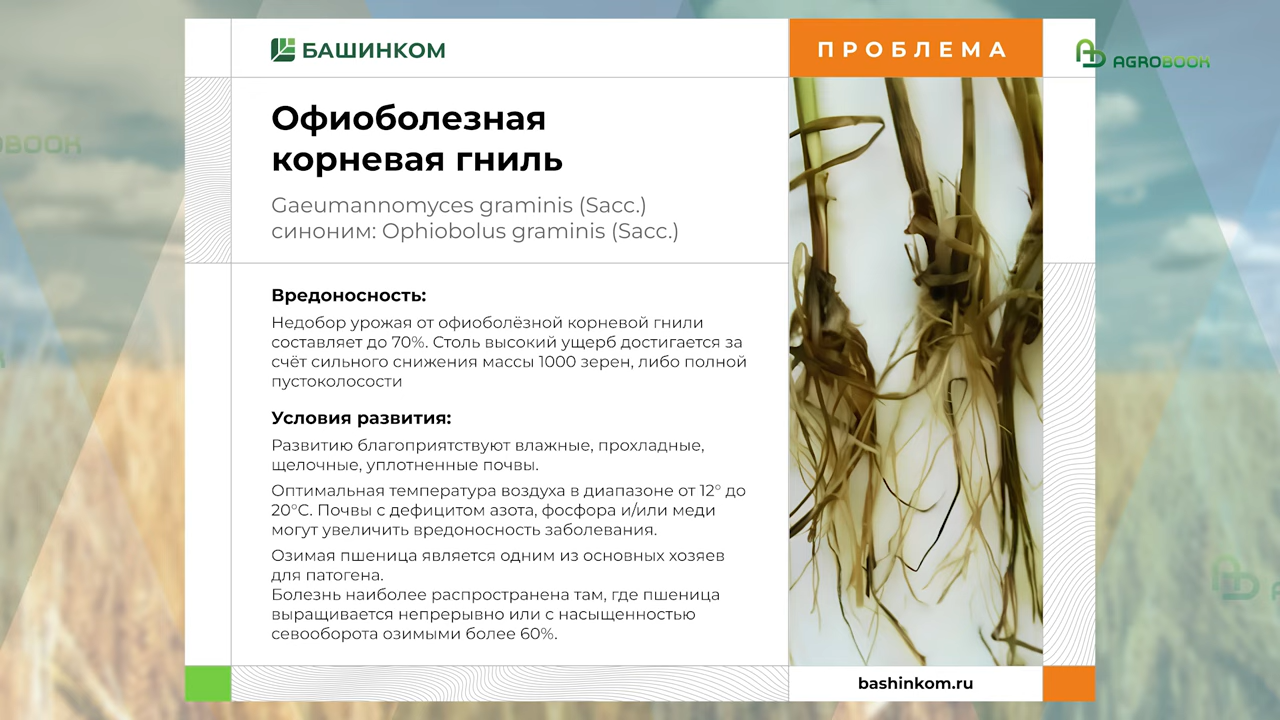 БАШИНКОМ
ПРОБЛЕМА
AGROBOOK
Офиоболезная
корневая гниль
Gaeumannomyces graminis (Sacc.)
синоним: Ophiobolus graminis (Sacc.)
Вредоносность:
Недобор урожая от офиоболёзной корневой гнили
составляет до 70%. Столь высокий ущерб достигается за
счёт сильного снижения массы 1000 зерен, либо полной
пустоколосости
Условия развития:
Развитию благоприятствуют влажные, прохладные,
щелочные, уплотненные почвы.
Оптимальная температура воздуха в диапазоне от 12° до
20°С. Почвы с дефицитом азота, фосфора и/или меди
могут увеличить вредоносность заболевания.
Озимая пшеница является одним из основных хозяев
для патогена.
Болезнь наиболее распространена там, где пшеница
выращивается непрерывно или с насыщенностью
севооборота озимыми более 60%.
bashinkom.ru
OBOOK